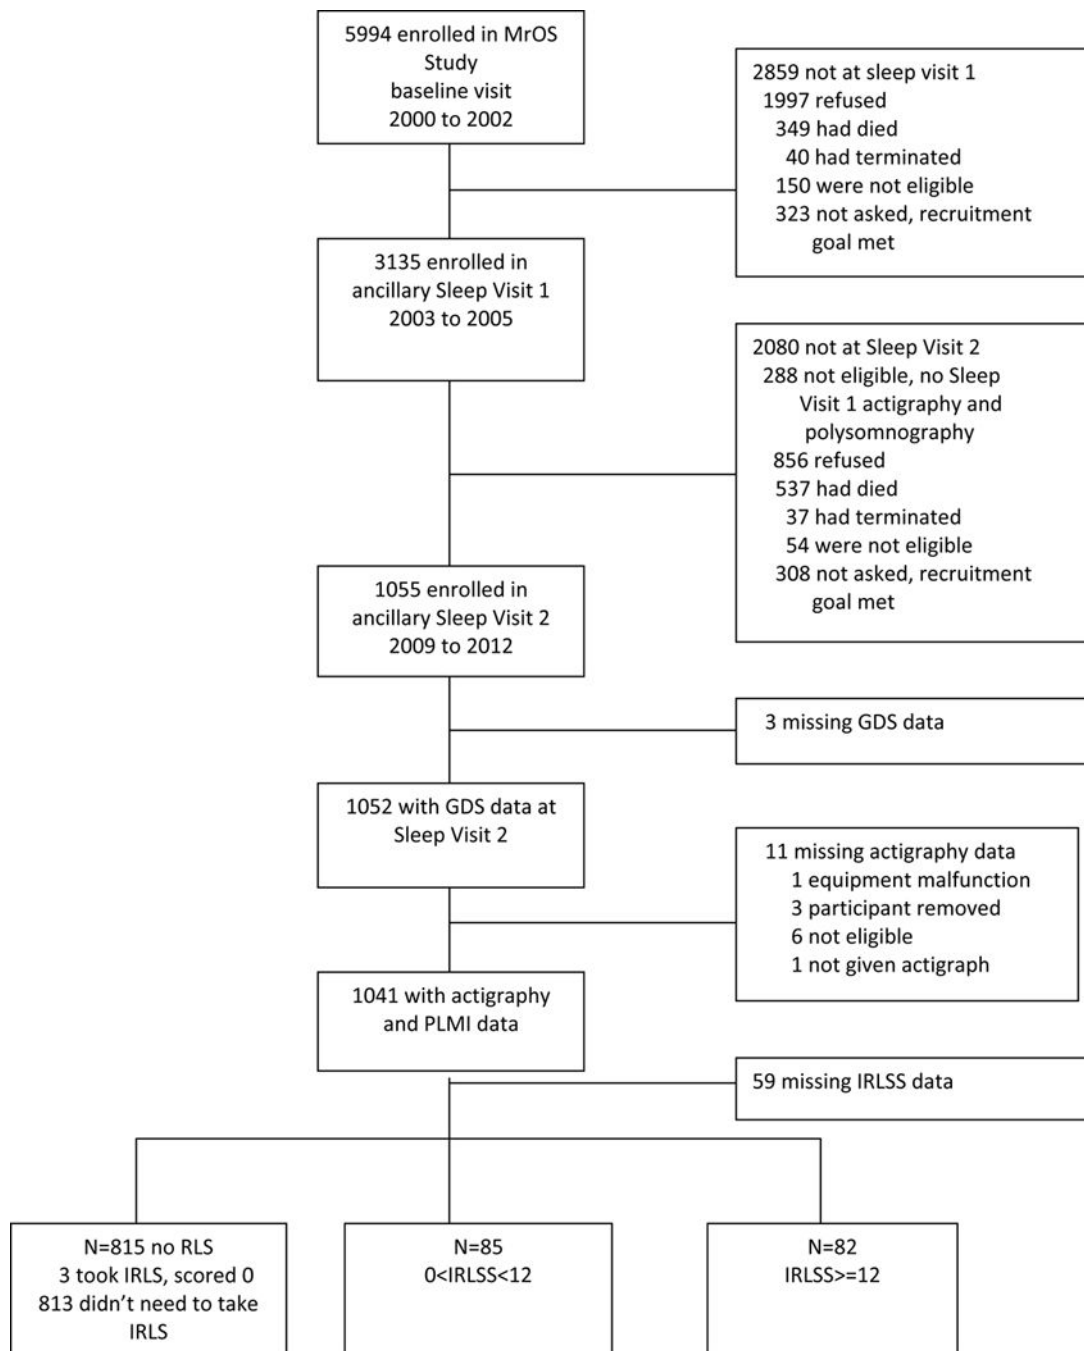 5994 enrolled in MrOS
Study
baseline visit
2000 to 2002
2859 not at sleep visit 1
1997 refused
349 had died
40 had terminated
150 were not eligible
323 not asked, recruitment
goal met
3135 enrolled in
ancillary Sleep Visit 1
2003 to 2005
2080 not at Sleep Visit 2
288 not eligible, no Sleep
Visit 1 actigraphy and
polysomnography
856 refused
537 had died
37 had terminated
54 were not eligible
308 not asked, recruitment
goal met
1055 enrolled in
ancillary Sleep Visit 2
2009 to 2012
3 missing GDS data
1052 with GDS data at
Sleep Visit 2
11 missing actigraphy data
1 equipment malfunction
3 participant removed
6 not eligible
1 not given actigraph
1041 with actigraphy
and PLMI data
59 missing IRLSS data
N=815 no RLS
3 took IRLS, scored 0
813 didn’t need to take
IRLS
N=85
0<IRLSS<12
N=82
IRLSS>=12